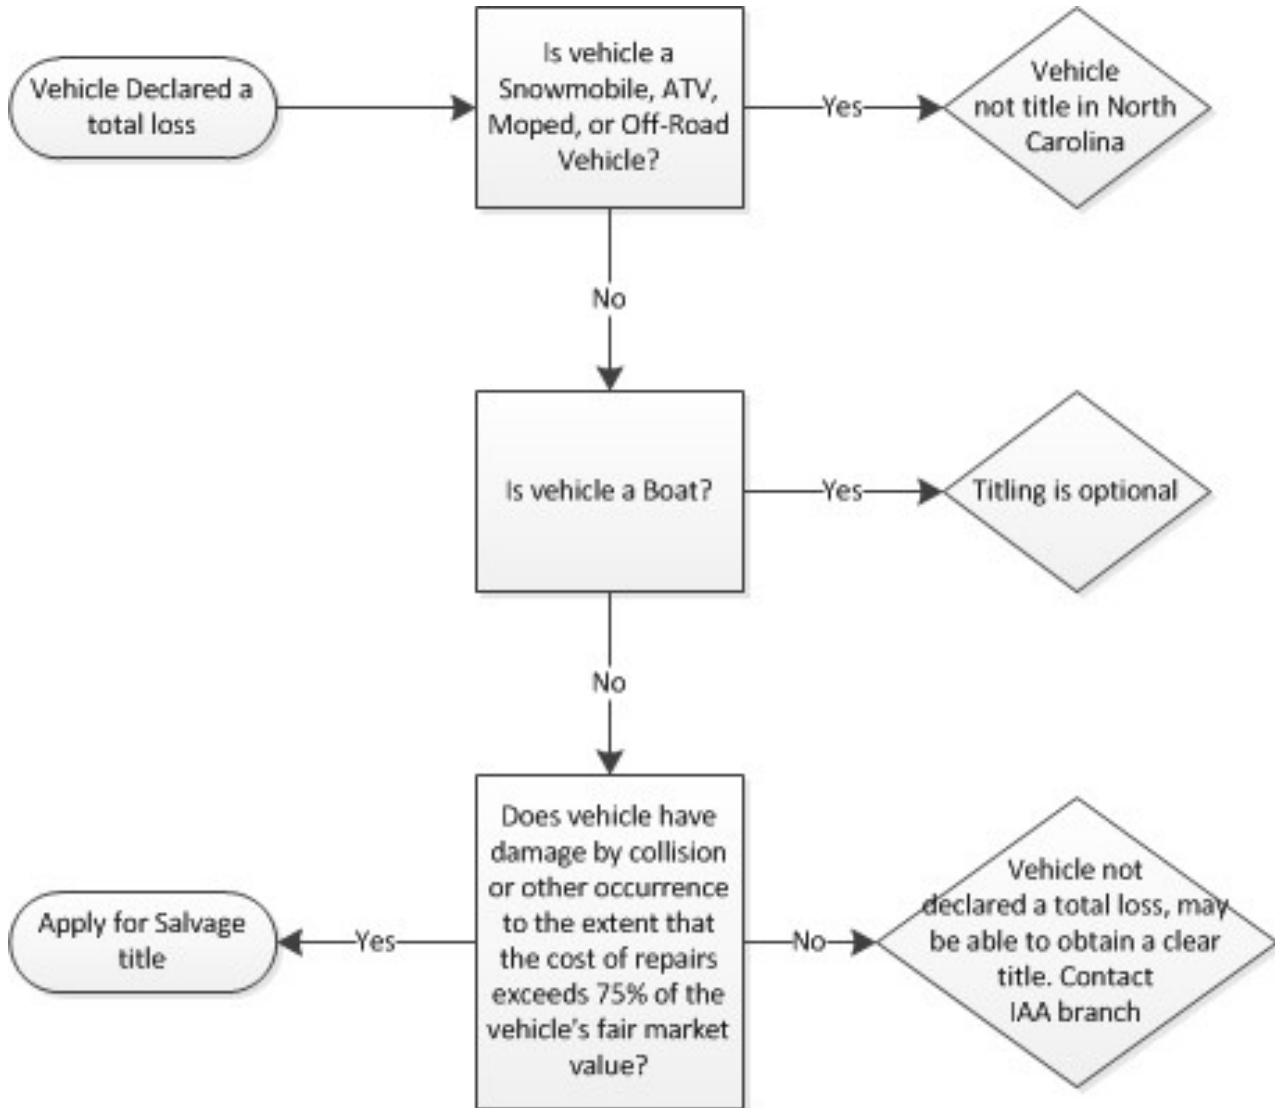 Vehicle Declared a
total loss
Is vehicle a
Snowmobile, ATV,
Moped, or Off-Road
Vehicle?
Yes
Vehicle
not title in North
Carolina
No
Is vehicle a Boat?
Yes
Titling is optional
No
Does vehicle have
damage by collision
or other occurrence
to the extent that
the cost of repairs
exceeds 75% of the
vehicle's fair market
value?
Yes
Apply for Salvage
title
No
Vehicle not
declared a total loss, may
be able to obtain a clear
title. Contact
IAA branch